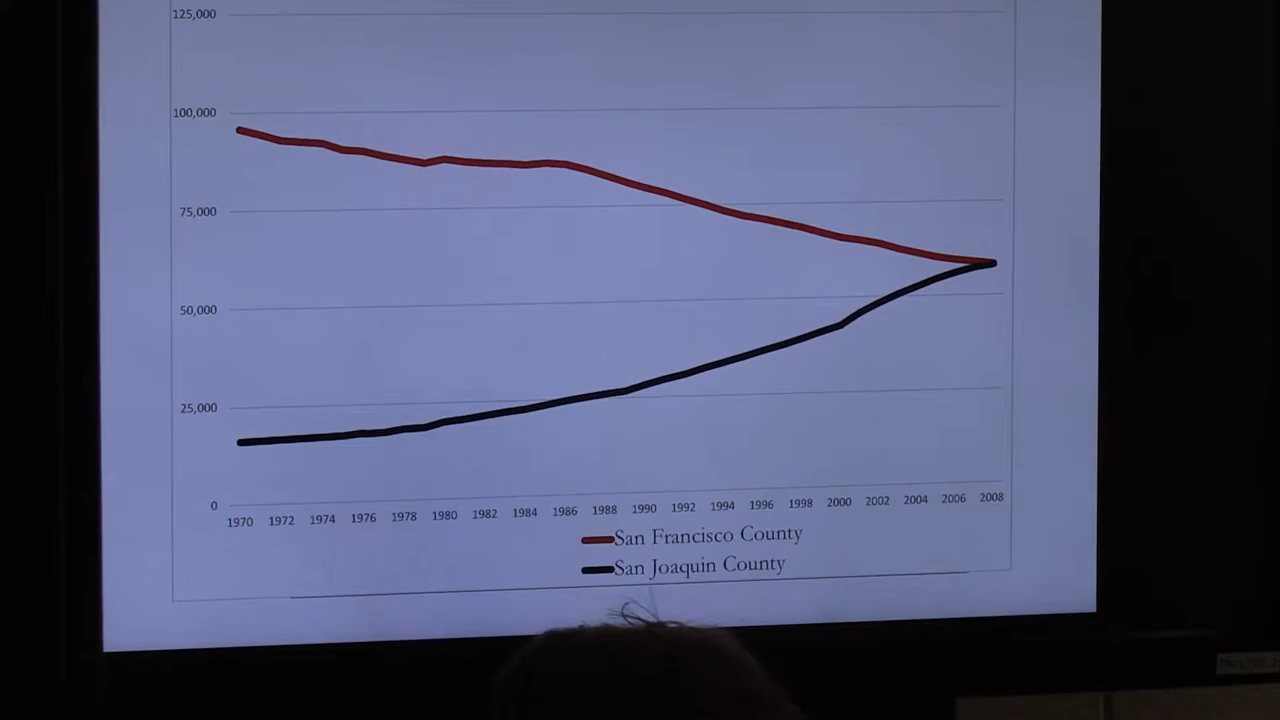 125,000
100,000
75,000
50,000
25,000
0
1970 1972 1974 1976 1978 1980 1982 1984 1986 1988 1990 1992 1994 1996 1998 2000 2002 2004 2006 2008
San Francisco County
San Joaquin County